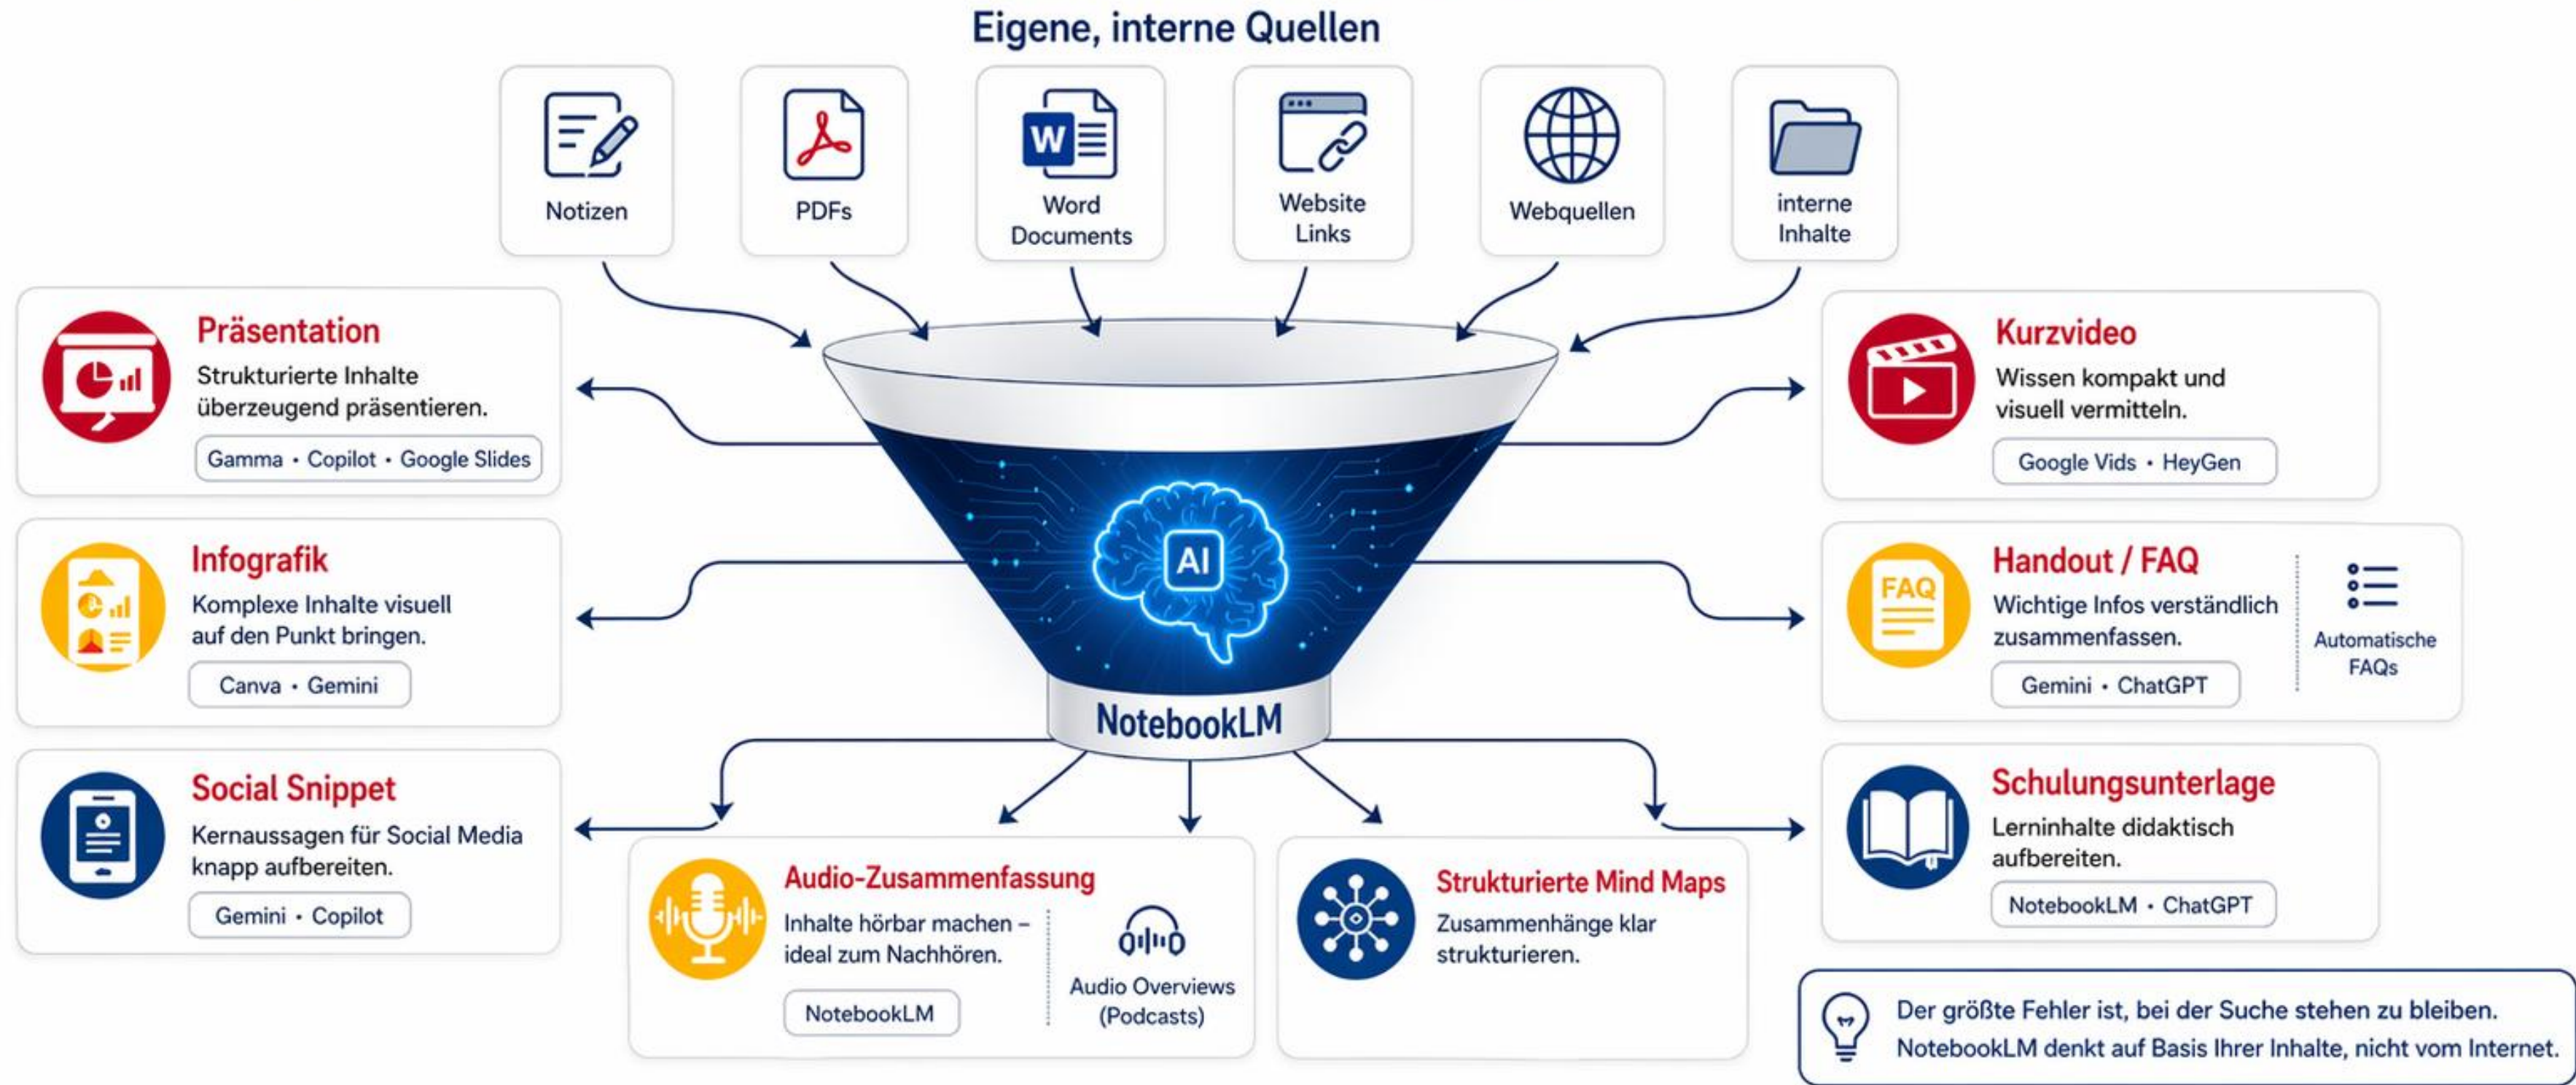 Eigene, interne Quellen
Notizen
PDFs
W
Word
Documents
Website
Links
Webquellen
interne
Inhalte
Präsentation
Strukturierte Inhalte
überzeugend präsentieren.
Gamma • Copilot • Google Slides
Infografik
Komplexe Inhalte visuell
auf den Punkt bringen.
Canva • Gemini
Social Snippet
Kernaussagen für Social Media
knapp aufbereiten.
Gemini • Copilot
AI
NotebookLM
Audio-Zusammenfassung
Inhalte hörbar machen –
ideal zum Nachhören.
NotebookLM
Audio Overviews
(Podcasts)
Strukturierte Mind Maps
Zusammenhänge klar
strukturieren.
Kurzvideo
Wissen kompakt und
visuell vermitteln.
Google Vids • HeyGen
FAQ
Handout / FAQ
Wichtige Infos verständlich
zusammenfassen.
Gemini • ChatGPT
Automatische
FAQs
Schulungsunterlage
Lerninhalte didaktisch
aufbereiten.
NotebookLM • ChatGPT
Der größte Fehler ist, bei der Suche stehen zu bleiben.
NotebookLM denkt auf Basis Ihrer Inhalte, nicht vom Internet.